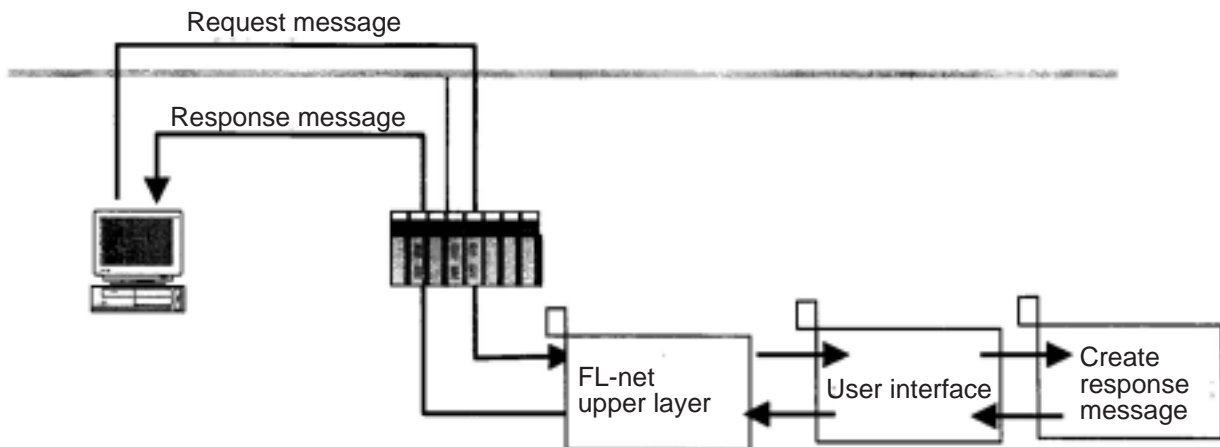 Request message
Response message
FL-net
upper layer
User interface
Create
response
message